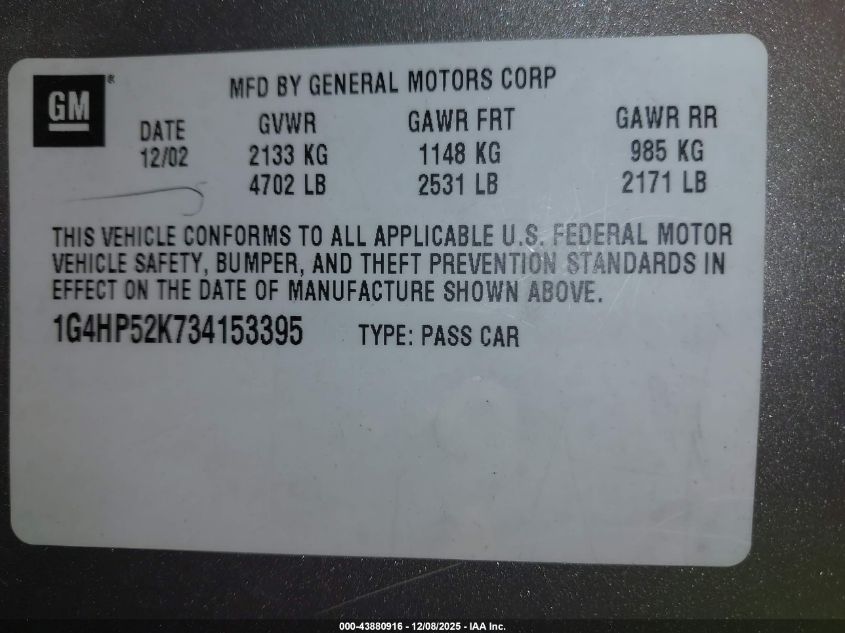 GM®
MFD BY GENERAL MOTORS CORP
DATE GVWR GAWR FRT GAWR RR
12/02 2133 KG 1148 KG 985 KG
4702 LB 2531 LB 2171 LB
THIS VEHICLE CONFORMS TO ALL APPLICABLE U.S. FEDERAL MOTOR
VEHICLE SAFETY, BUMPER, AND THEFT PREVENTION STANDARDS IN
EFFECT ON THE DATE OF MANUFACTURE SHOWN ABOVE.
1G4HP52K734153395 TYPE: PASS CAR
000-43880916 - 12/08/2025 - IAA Inc.